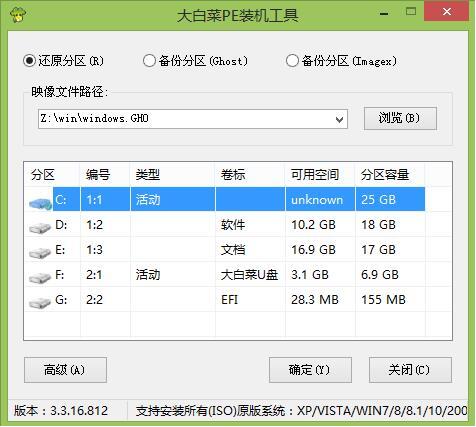 大白菜PE装机工具
还原分区(R) 备份分区(Ghost) 备份分区(Imagex)
映像文件路径:
Z:\win\windows.GHO 浏览(B)
分区 编号 类型 卷标 可用空间 分区容量
C: 1:1 活动 unknown 25 GB
D: 1:2 软件 10.2 GB 18 GB
E: 1:3 文档 16.9 GB 17 GB
F: 2:1 活动 大白菜U盘 3.1 GB 6.9 GB
G: 2:2 EFI 28.3 MB 155 MB
高级(A) 确定(Y) 关闭(C)
版本：3.3.16.812 支持安装所有(ISO)原版系统：XP/VISTA/WIN7/8/8.1/10/200